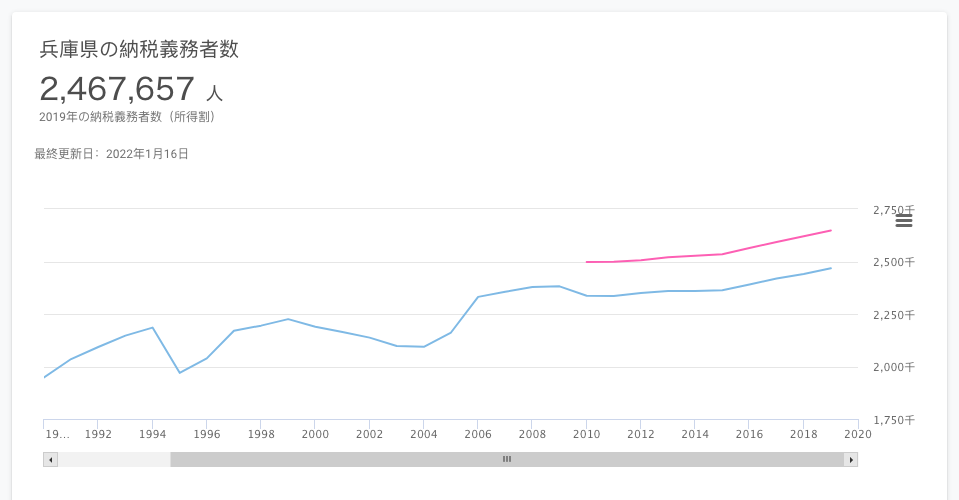 兵庫県の納税義務者数
2,467,657 人
2019年の納税義務者数（所得割）
最終更新日：2022年1月16日
2,750千
2,500千
2,250千
2,000千
1,750千
19... 1992 1994 1996 1998 2000 2002 2004 2006 2008 2010 2012 2014 2016 2018 2020